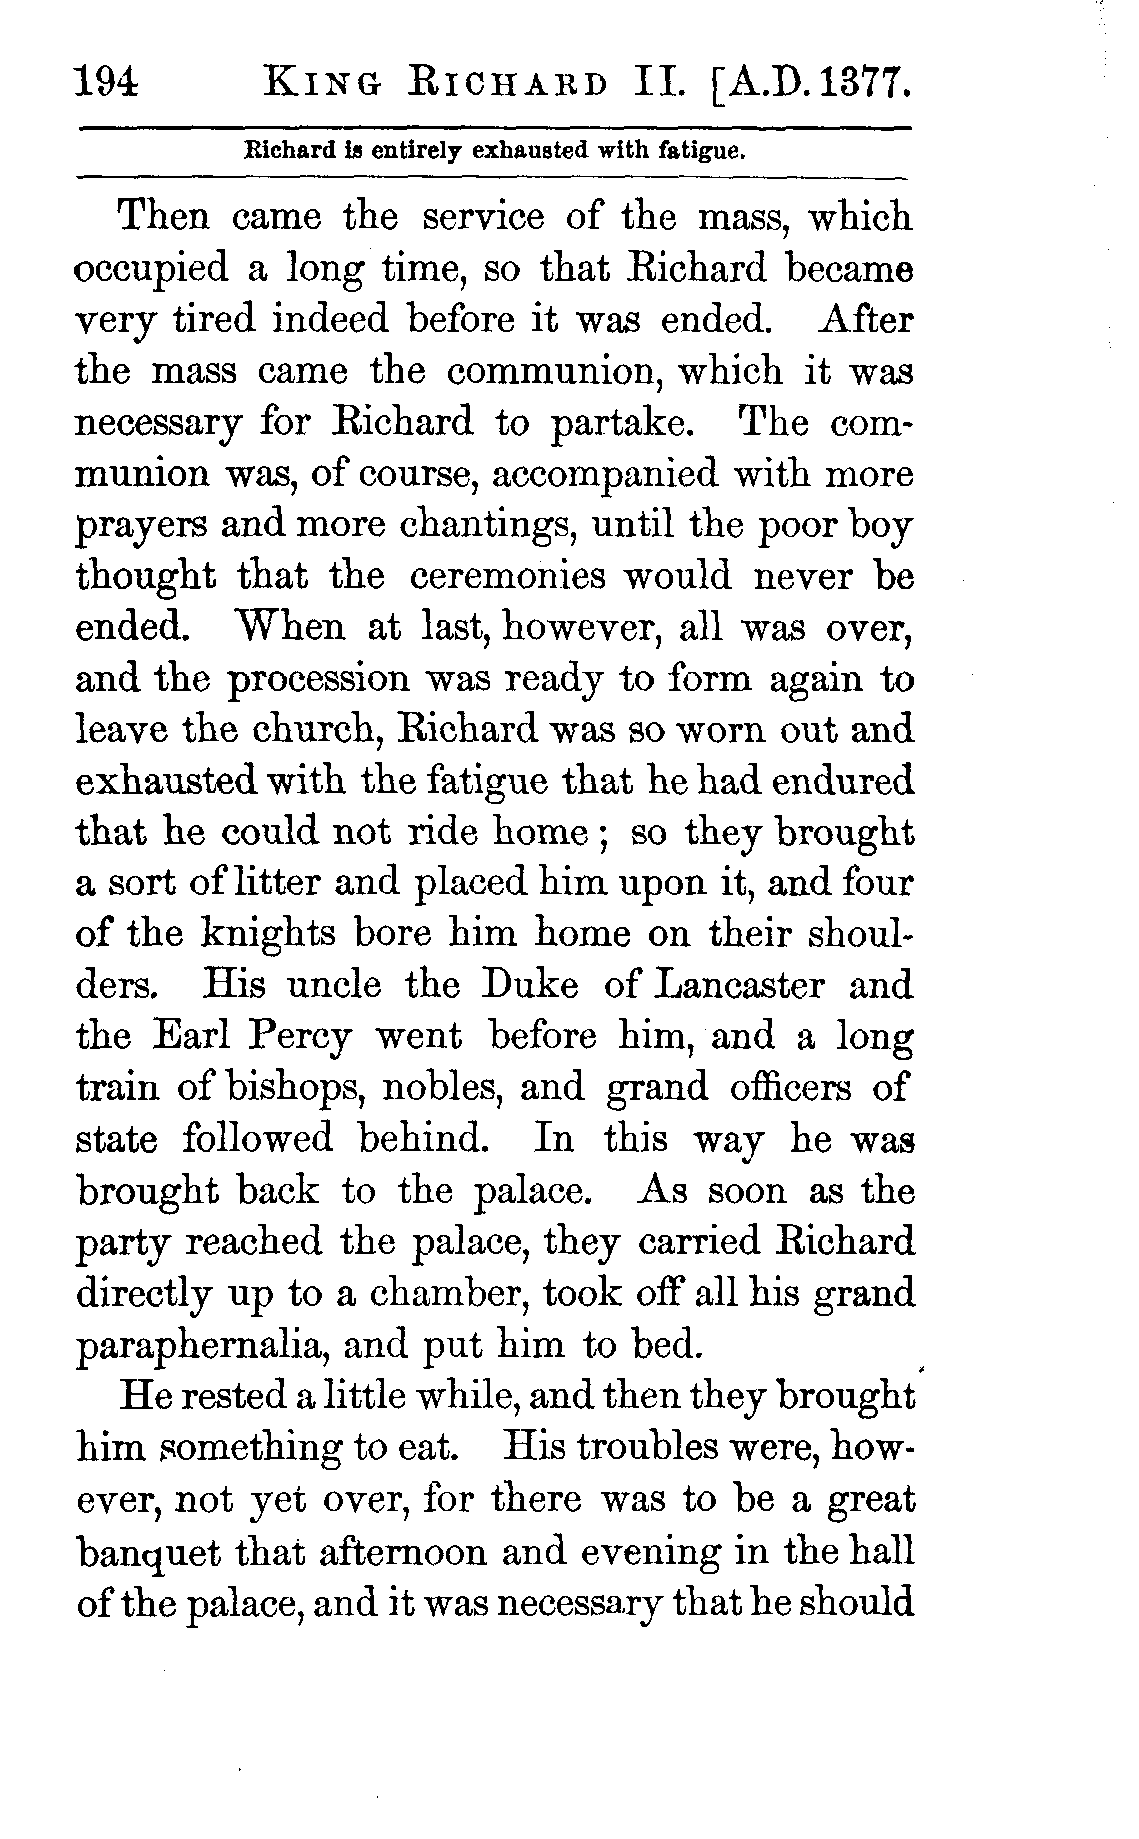 194 KING RICHARD II. [A.D. 1377.
Richard is entirely exhausted with fatigue.
Then came the service of the mass, which
occupied a long time, so that Richard became
very tired indeed before it was ended. After
the mass came the communion, which it was
necessary for Richard to partake. The com-
munion was, of course, accompanied with more
prayers and more chantings, until the poor boy
thought that the ceremonies would never be
ended. When at last, however, all was over,
and the procession was ready to form again to
leave the church, Richard was so worn out and
exhausted with the fatigue that he had endured
that he could not ride home; so they brought
a sort of litter and placed him upon it, and four
of the knights bore him home on their shoul-
ders. His uncle the Duke of Lancaster and
the Earl Percy went before him, and a long
train of bishops, nobles, and grand officers of
state followed behind. In this way he was
brought back to the palace. As soon as the
party reached the palace, they carried Richard
directly up to a chamber, took off all his grand
paraphernalia, and put him to bed.
He rested a little while, and then they brought
him something to eat. His troubles were, how-
ever, not yet over, for there was to be a great
banquet that afternoon and evening in the hall
of the palace, and it was necessary that he should